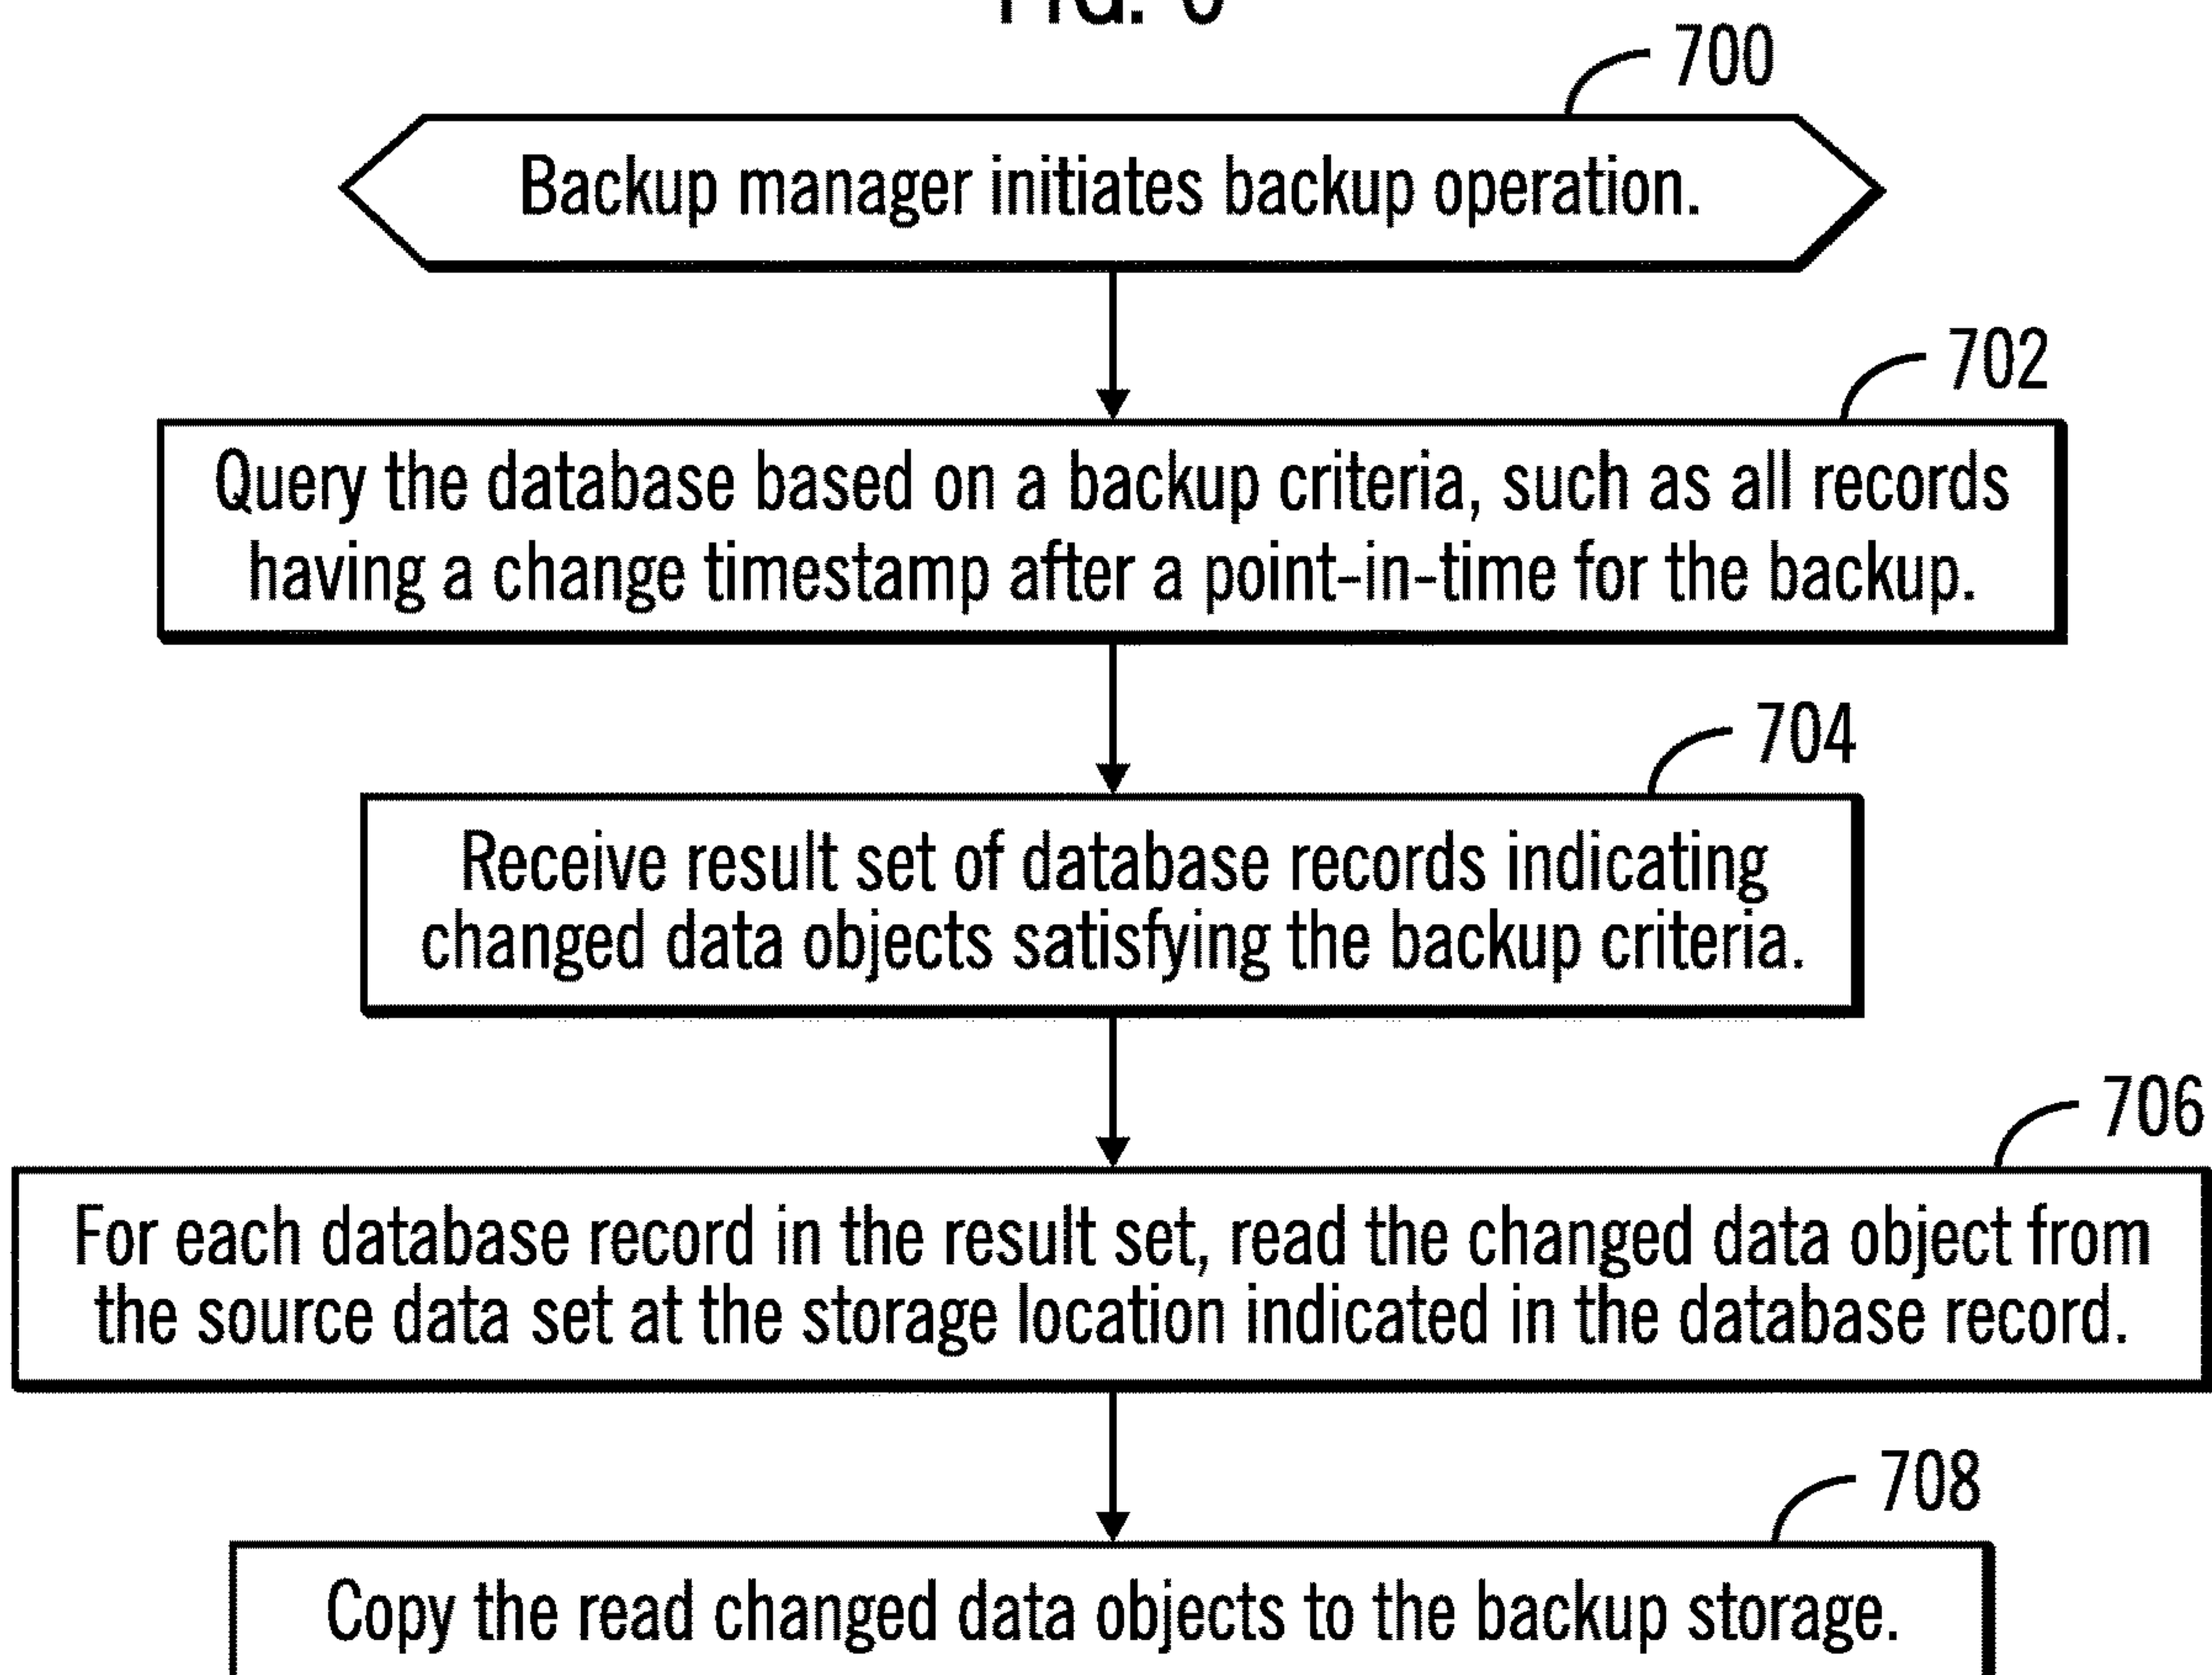 700
Backup manager initiates backup operation.
702
Query the database based on a backup criteria, such as all records
having a change timestamp after a point-in-time for the backup.
704
Receive result set of database records indicating
changed data objects satisfying the backup criteria.
706
For each database record in the result set, read the changed data object from
the source data set at the storage location indicated in the database record.
708
Copy the read changed data objects to the backup storage.